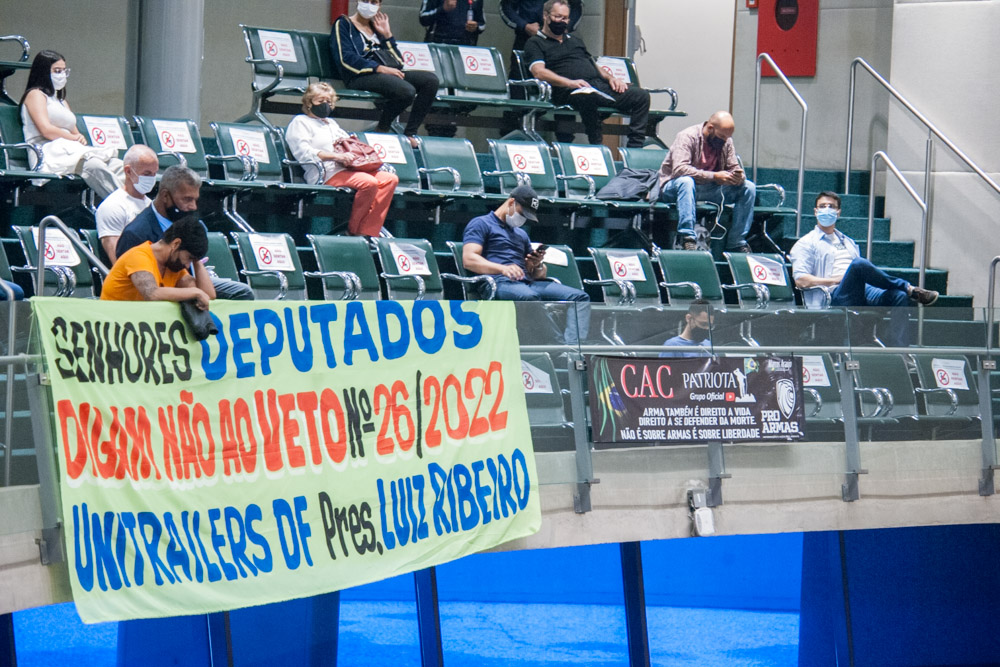 SENHORES DEPUTADOS
DIGAM NÃO AO VETO Nº 26/2022
UNITRAILERS DF Pres. LUIZ RIBEIRO
CAC PATRIOTA
Grupo Oficial
ARMA TAMBÉM É DIREITO A VIDA
DIREITO A SE DEFENDER DA MORTE.
NÃO É SOBRE ARMAS É SOBRE LIBERDADE
PRÓ
ARMAS